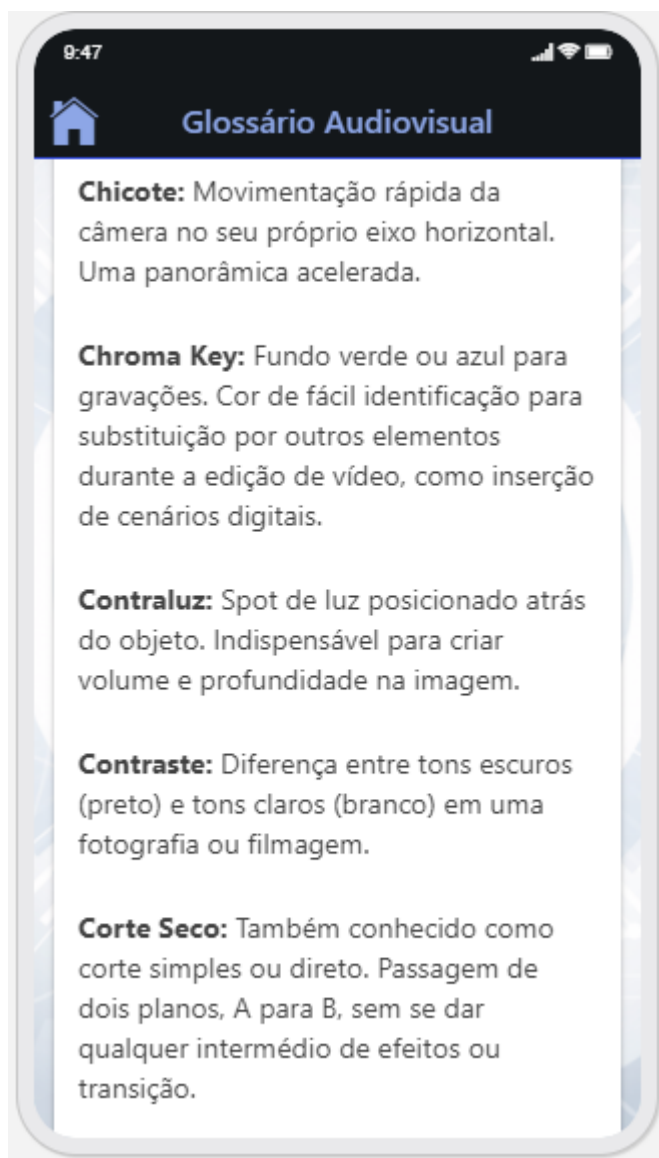 9:47
Glossário Audiovisual
Chicote: Movimentação rápida da
câmera no seu próprio eixo horizontal.
Uma panorâmica acelerada.
Chroma Key: Fundo verde ou azul para
gravações. Cor de fácil identificação para
substituição por outros elementos
durante a edição de vídeo, como inserção
de cenários digitais.
Contraluz: Spot de luz posicionado atrás
do objeto. Indispensável para criar
volume e profundidade na imagem.
Contraste: Diferença entre tons escuros
(preto) e tons claros (branco) em uma
fotografia ou filmagem.
Corte Seco: Também conhecido como
corte simples ou direto. Passagem de
dois planos, A para B, sem se dar
qualquer intermédio de efeitos ou
transição.